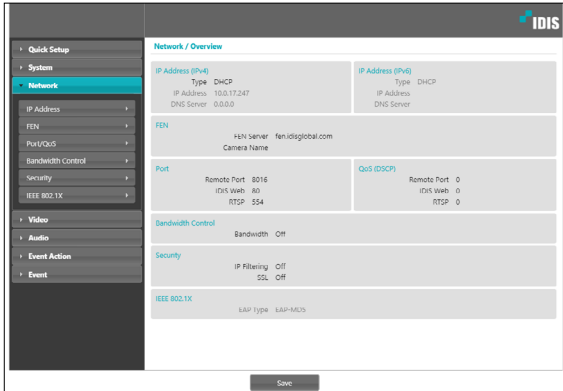 IDIS
Quick Setup
System
Network
IP Address
FEN
Port/QoS
Bandwidth Control
Security
IEEE 802.1X
Video
Audio
Event Action
Event
Network / Overview
IP Address (IPv4)
Type DHCP
IP Address 10.0.17.247
DNS Server 0.0.0.0
IP Address (IPv6)
Type DHCP
IP Address
DNS Server
FEN
FEN Server fen.idisglobal.com
Camera Name
Port
Remote Port 8016
IDIS Web 80
RTSP 554
QoS (DSCP)
Remote Port 0
IDIS Web 0
RTSP 0
Bandwidth Control
Bandwidth Off
Security
IP Filtering Off
SSL Off
IEEE 802.1X
EAP Type EAP-MD5
Save